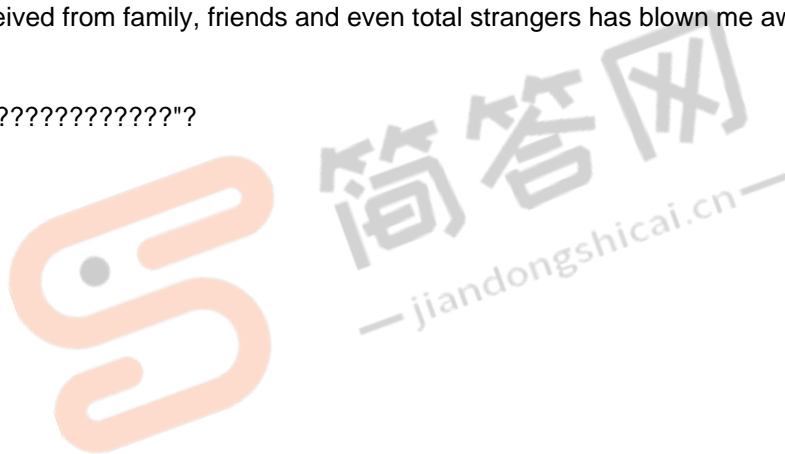 eived from family, friends and even total strangers has blown me av
????????????"?
简答网
jiandongshicai.cn